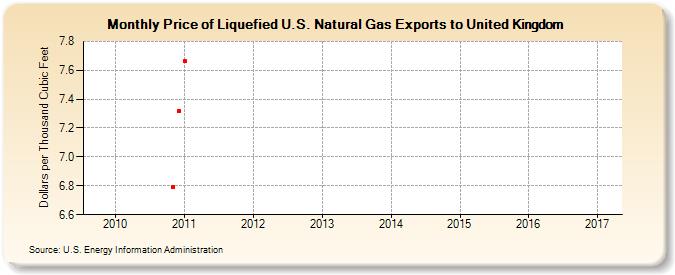 Monthly Price of Liquefied U.S. Natural Gas Exports to United Kingdom
Dollars per Thousand Cubic Feet
7.8
7.6
7.4
7.2
7.0
6.8
6.6
2010 2011 2012 2013 2014 2015 2016 2017
Source: U.S. Energy Information Administration